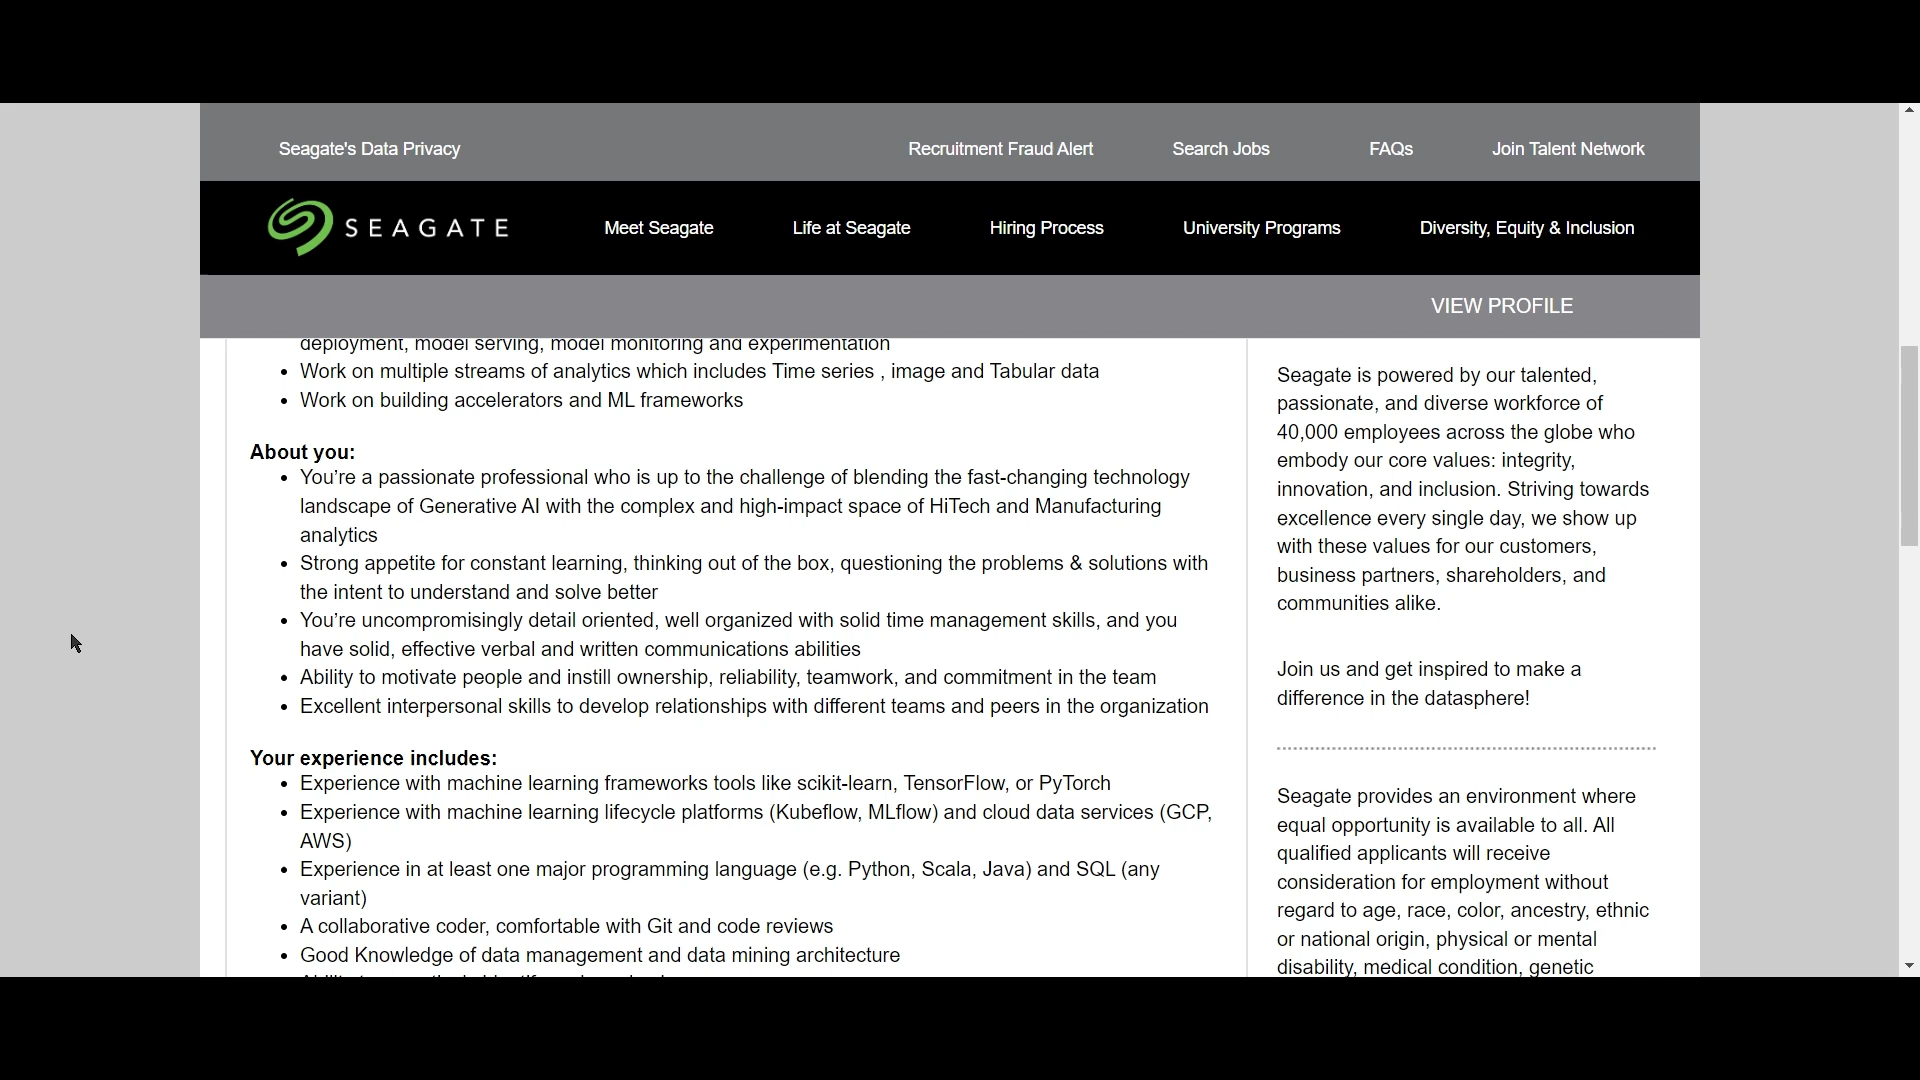 Seagate's Data Privacy
Recruitment Fraud Alert
Search Jobs
FAQs
Join Talent Network
SEAGATE
Meet Seagate
Life at Seagate
Hiring Process
University Programs
Diversity, Equity & Inclusion
VIEW PROFILE
deployment, model serving, model monitoring and experimentation
• Work on multiple streams of analytics which includes Time series , image and Tabular data
• Work on building accelerators and ML frameworks
About you:
• You’re a passionate professional who is up to the challenge of blending the fast-changing technology
landscape of Generative AI with the complex and high-impact space of HiTech and Manufacturing
analytics
• Strong appetite for constant learning, thinking out of the box, questioning the problems & solutions with
the intent to understand and solve better
• You’re uncompromisingly detail oriented, well organized with solid time management skills, and you
have solid, effective verbal and written communications abilities
• Ability to motivate people and instill ownership, reliability, teamwork, and commitment in the team
• Excellent interpersonal skills to develop relationships with different teams and peers in the organization
Your experience includes:
• Experience with machine learning frameworks tools like scikit-learn, TensorFlow, or PyTorch
• Experience with machine learning lifecycle platforms (Kubeflow, MLflow) and cloud data services (GCP,
AWS)
• Experience in at least one major programming language (e.g. Python, Scala, Java) and SQL (any
variant)
• A collaborative coder, comfortable with Git and code reviews
• Good Knowledge of data management and data mining architecture
Seagate is powered by our talented,
passionate, and diverse workforce of
40,000 employees across the globe who
embody our core values: integrity,
innovation, and inclusion. Striving towards
excellence every single day, we show up
with these values for our customers,
business partners, shareholders, and
communities alike.
Join us and get inspired to make a
difference in the datasphere!
Seagate provides an environment where
equal opportunity is available to all. All
qualified applicants will receive
consideration for employment without
regard to age, race, color, ancestry, ethnic
or national origin, physical or mental
disability, medical condition, genetic